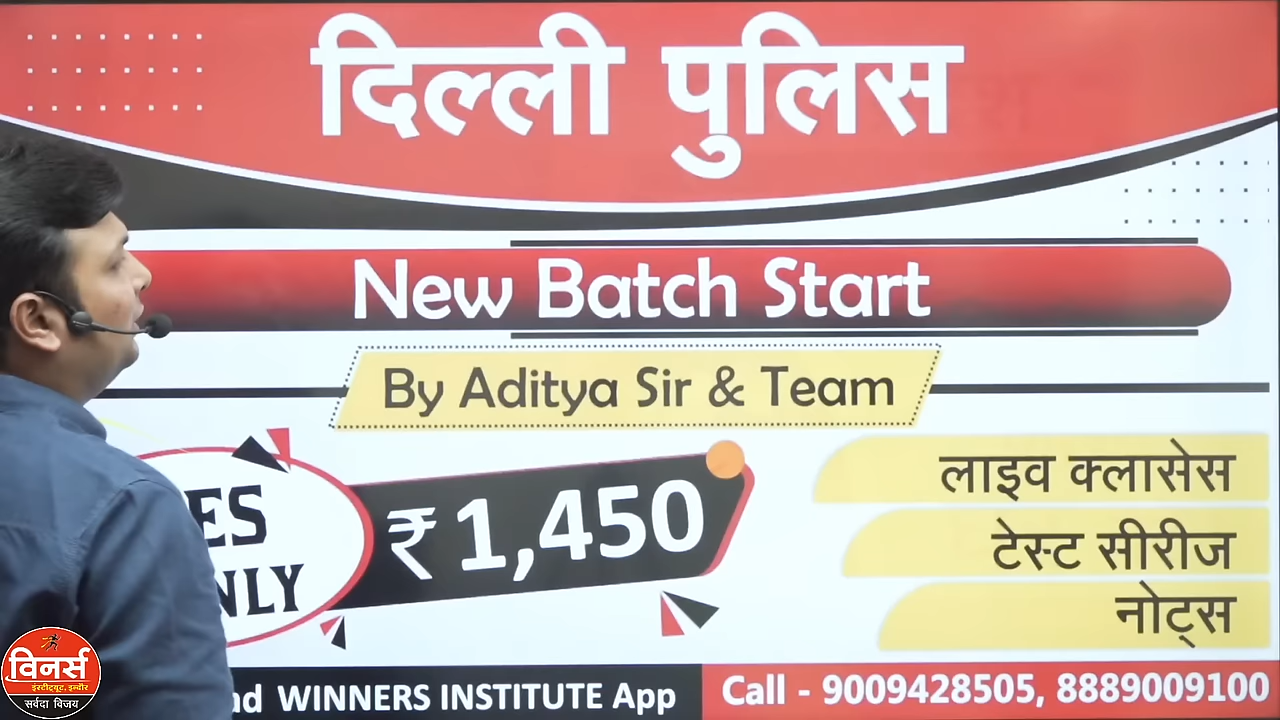 दिल्ली पुलिस
New Batch Start
By Aditya Sir & Team
₹ 1,450
लाइव क्लासेस
टेस्ट सीरीज
नोट्स
WINNERS INSTITUTE App
Call - 9009428505, 8889009100
विनर्स
इंस्टीट्यूट, इन्दौर
सर्वदा विजय